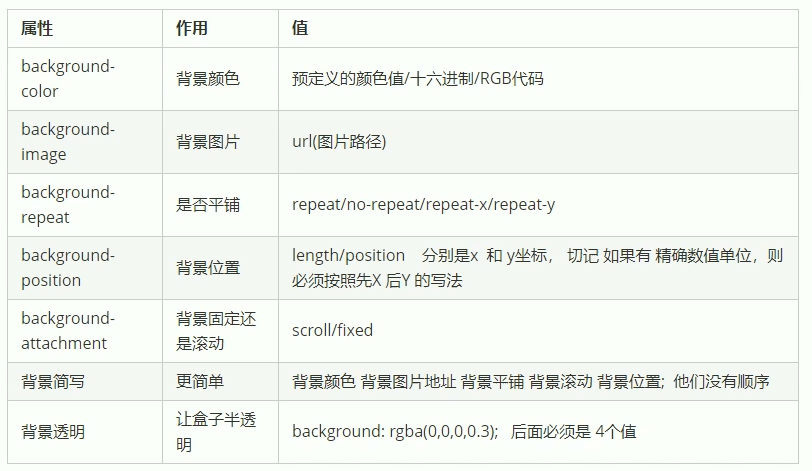 属性 作用 值
background-
color
背景颜色
预定义的颜色值/十六进制/RGB代码
background-
image
背景图片
url(图片路径)
background-
repeat
是否平铺
repeat/no-repeat/repeat-x/repeat-y
background-
position
背景位置
length/position 分别是x 和 y坐标， 切记 如果有 精确数值单位，则
必须按照先X 后Y 的写法
background-
attachment
背景固定还
是滚动
scroll/fixed
背景简写 更简单 背景颜色 背景图片地址 背景平铺 背景滚动 背景位置; 他们没有顺序
背景透明
让盒子半透
明
background: rgba(0,0,0,0.3); 后面必须是 4个值